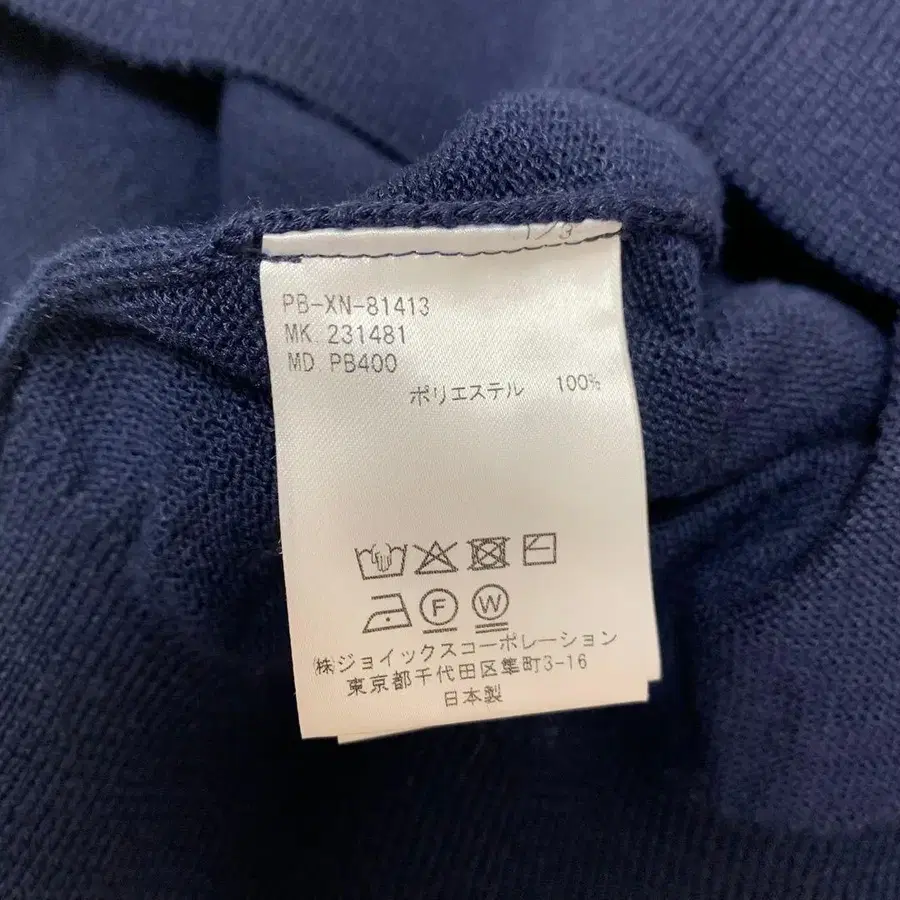 PB-XN-81413
MK 231481
MD PB400
ポリエステル 100%
F W
㈱ジョイックスコーポレーション
東京都千代田区隼町3-16
日本製